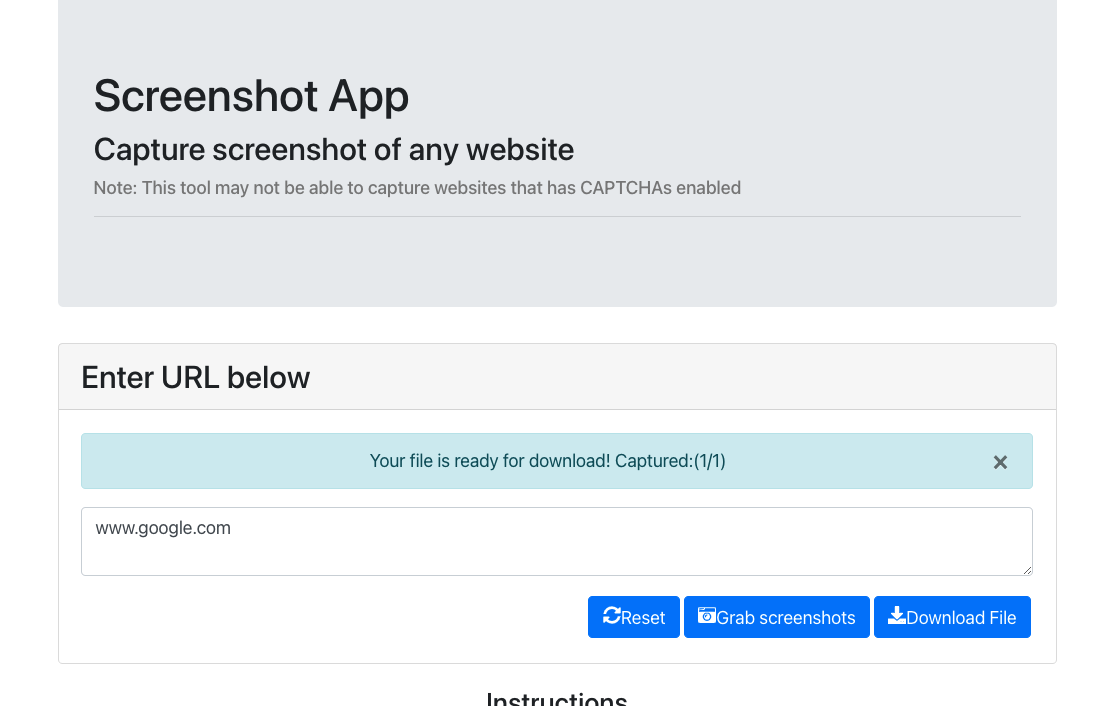 Screenshot App
Capture screenshot of any website
Note: This tool may not be able to capture websites that has CAPTCHAs enabled
Enter URL below
Your file is ready for download! Captured:(1/1) ×
www.google.com
Reset Grab screenshots Download File
Instructions